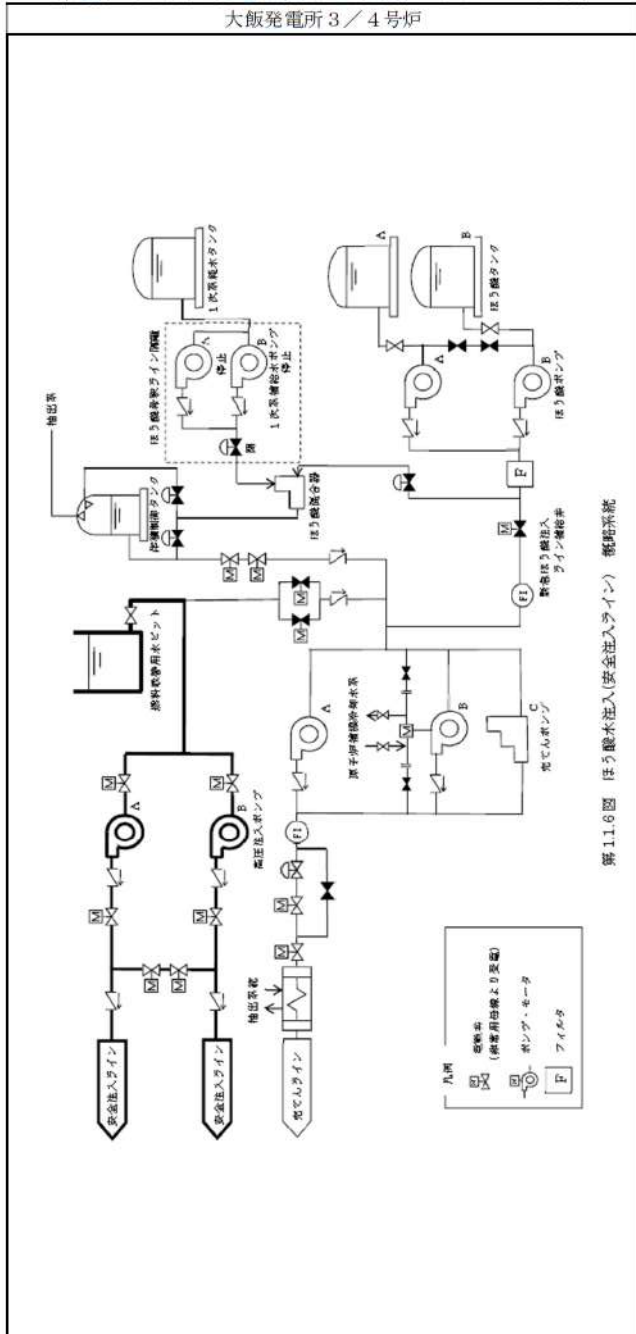 大飯発電所3/4号炉
抽出系
体積制御タンク
燃料取替用水ピット
1次系純水タンク
ほう酸希釈ライン隔離
A
停止
B
1次系補給水ポンプ
停止
閉
ほう酸混合器
A
B
ほう酸タンク
A
B
ほう酸ポンプ
F
M
緊急ほう酸注入
ライン補給弁
FI
M
M
M
M
M
M
A
B
高圧注入ポンプ
M
M
M
M
安全注入ライン
安全注入ライン
原子炉補機冷却水系
A
M
B
C
充てんポンプ
FI
M
M
抽出系統
充てんライン
凡例
M
電動弁
(非常用母線より受電)
M
ポンプ・モータ
F
フィルタ
第1.1.6図 ほう酸水注入(安全注入ライン) 概略系統